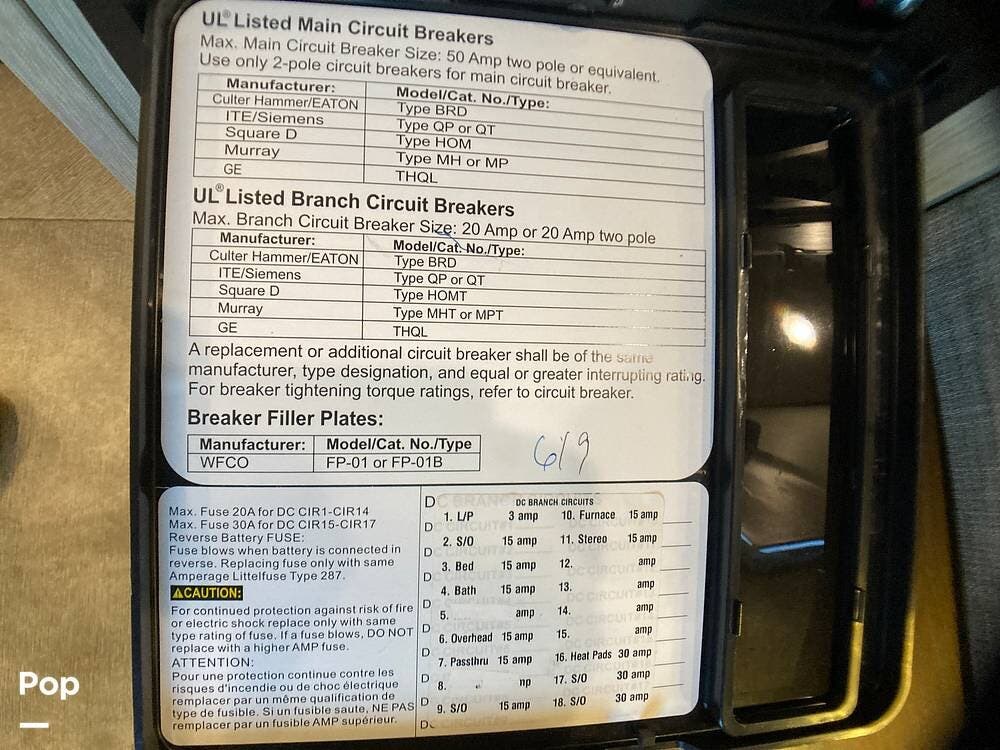 UL® Listed Main Circuit Breakers
Max. Main Circuit Breaker Size: 50 Amp two pole or equivalent.
Use only 2-pole circuit breakers for main circuit breaker.
Manufacturer: Model/Cat. No./Type:
Culter Hammer/EATON Type BRD
ITE/Siemens Type QP or QT
Square D Type HOM
Murray Type MH or MP
GE THQL
UL® Listed Branch Circuit Breakers
Max. Branch Circuit Breaker Size: 20 Amp or 20 Amp two pole
Manufacturer: Model/Cat. No./Type:
Culter Hammer/EATON Type BRD
ITE/Siemens Type QP or QT
Square D Type HOMT
Murray Type MHT or MPT
GE THQL
A replacement or additional circuit breaker shall be of the same
manufacturer, type designation, and equal or greater interrupting rating.
For breaker tightening torque ratings, refer to circuit breaker.
Breaker Filler Plates:
Manufacturer: Model/Cat. No./Type
WFCO FP-01 or FP-01B
6/9
Max. Fuse 20A for DC CIR1-CIR14
Max. Fuse 30A for DC CIR15-CIR17
Reverse Battery FUSE:
Fuse blows when battery is connected in
reverse. Replacing fuse only with same
Amperage Littelfuse Type 287.
CAUTION:
For continued protection against risk of fire
or electric shock replace only with same
type rating of fuse. If a fuse blows, DO NOT
replace with a higher AMP fuse.
ATTENTION:
Pour une protection continue contre les
risques d'incendie ou de choc électrique
remplacer par un même qualification de
type de fusible. Si un fusible saute, NE PAS
remplacer par un fusible AMP supérieur.
DC BRANCH CIRCUITS
1. L/P 3 amp 10. Furnace 15 amp
2. S/O 15 amp 11. Stereo 15 amp
3. Bed 15 amp 12. amp
4. Bath 15 amp 13. amp
5. amp 14. amp
6. Overhead 15 amp 15. amp
7. Passthru 15 amp 16. Heat Pads 30 amp
8. np 17. S/O 30 amp
9. S/O 15 amp 18. S/O 30 amp
Pop